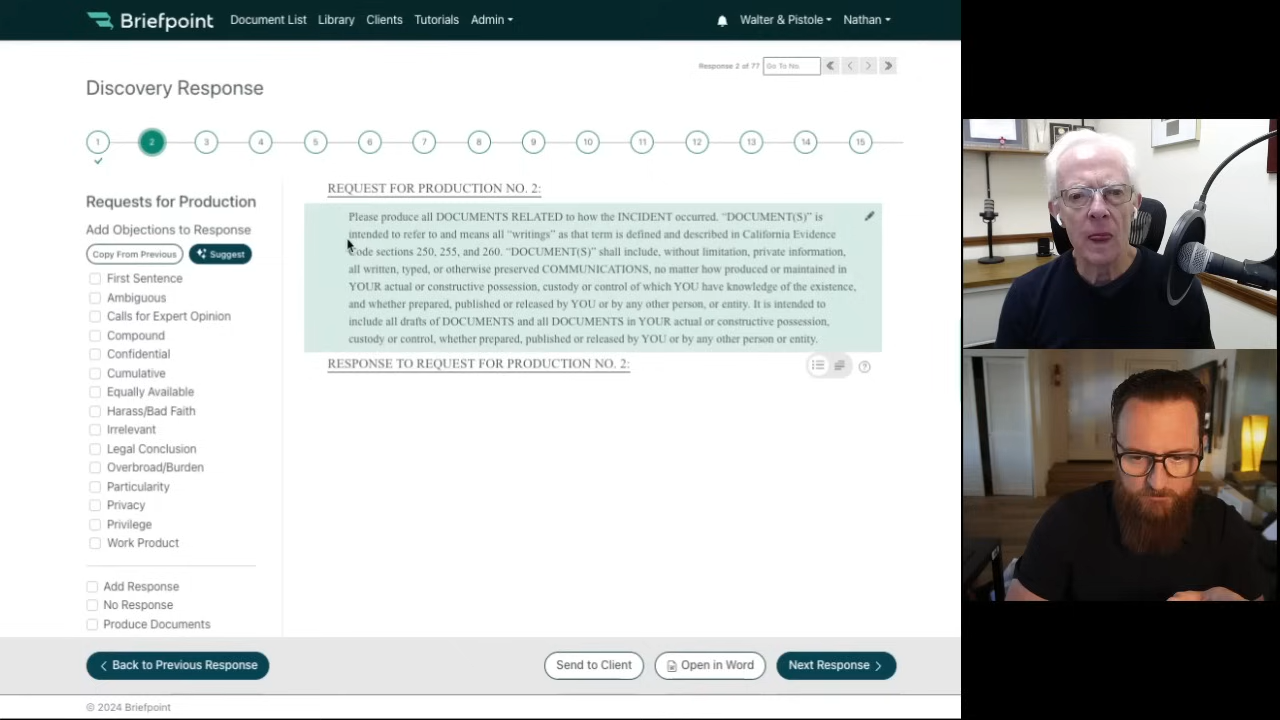 Briefpoint
Document List
Library
Clients
Tutorials
Admin
Walter & Pistole
Nathan
Response 2 of 77
Go To No.
Discovery Response
1
2
3
4
5
6
7
8
9
10
11
12
13
14
15
Requests for Production
Add Objections to Response
Copy From Previous
Suggest
First Sentence
Ambiguous
Calls for Expert Opinion
Compound
Confidential
Cumulative
Equally Available
Harass/Bad Faith
Irrelevant
Legal Conclusion
Overbroad/Burden
Particularity
Privacy
Privilege
Work Product
Add Response
No Response
Produce Documents
REQUEST FOR PRODUCTION NO. 2:
Please produce all DOCUMENTS RELATED to how the INCIDENT occurred. “DOCUMENT(S)” is
intended to refer to and means all “writings” as that term is defined and described in California Evidence
Code sections 250, 255, and 260. “DOCUMENT(S)” shall include, without limitation, private information,
all written, typed, or otherwise preserved COMMUNICATIONS, no matter how produced or maintained in
YOUR actual or constructive possession, custody or control of which YOU have knowledge of the existence,
and whether prepared, published or released by YOU or by any other person, or entity. It is intended to
include all drafts of DOCUMENTS and all DOCUMENTS in YOUR actual or constructive possession,
custody or control, whether prepared, published or released by YOU or by any other person or entity.
RESPONSE TO REQUEST FOR PRODUCTION NO. 2:
Back to Previous Response
Send to Client
Open in Word
Next Response
© 2024 Briefpoint